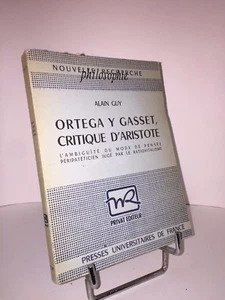 NOUVELLE RECHERCHE
philosophie
ALAIN GUY
ORTEGA Y GASSET,
CRITIQUE D'ARISTOTE
L'AMBIGUÏTÉ DU MODE DE PENSÉE
PÉRIPATÉTICIEN JUGÉ PAR LE RATIOVITALISME
PRIVAT EDITEUR
PRESSES UNIVERSITAIRES DE FRANCE